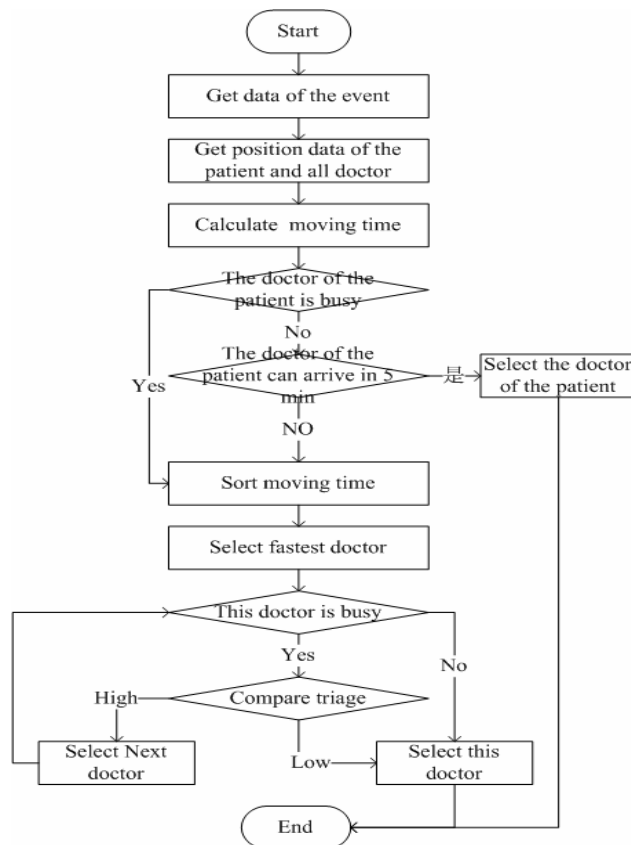 Start
Get data of the event
Get position data of the
patient and all doctor
Calculate moving time
The doctor of the
patient is busy
No
The doctor of the
patient can arrive in 5
min
Yes
是
Select the doctor
of the patient
NO
Sort moving time
Select fastest doctor
This doctor is busy
Yes
No
High
Compare triage
Select Next
doctor
Low
Select this
doctor
End